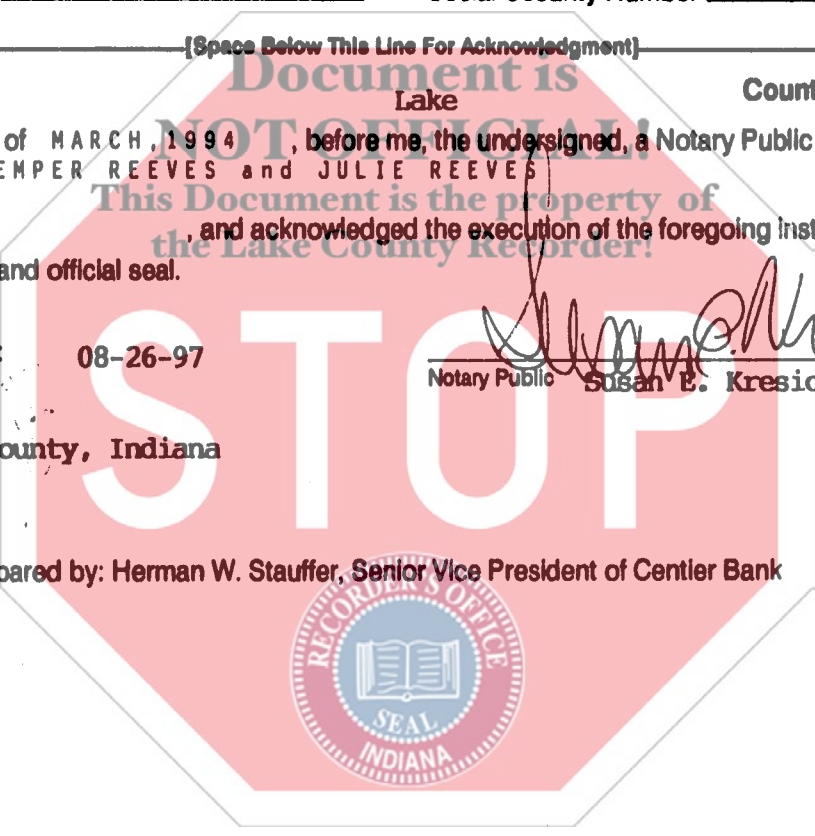 [Space Below This Line For Acknowledgment]
Document is
Lake Count
of MARCH, 1994 , before me, the undersigned, a Notary Public
NOT OFFICIAL!
EMPER REEVES and JULIE REEVES
This Document is the property of
, and acknowledged the execution of the foregoing inst
the Lake County Recorder!
and official seal.
STOP
: 08-26-97
Notary Public Susan E. Kresic
ounty, Indiana
pared by: Herman W. Stauffer, Senior Vice President of Centier Bank
RECORDER'S OFFICE
SEAL
INDIANA